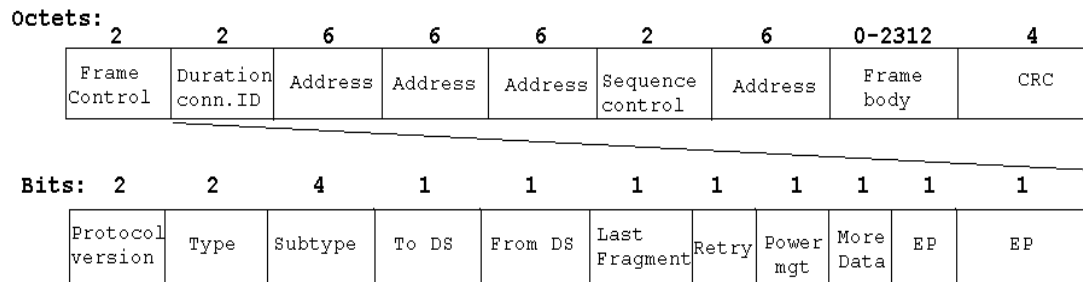 Octets:
2 2 6 6 6 2 6 0-2312 4
Frame Control Duration conn.ID Address Address Address Sequence control Address Frame body CRC
Bits: 2 2 4 1 1 1 1 1 1 1 1
Protocol version Type Subtype To DS From DS Last Fragment Retry Power mgt More Data EP EP